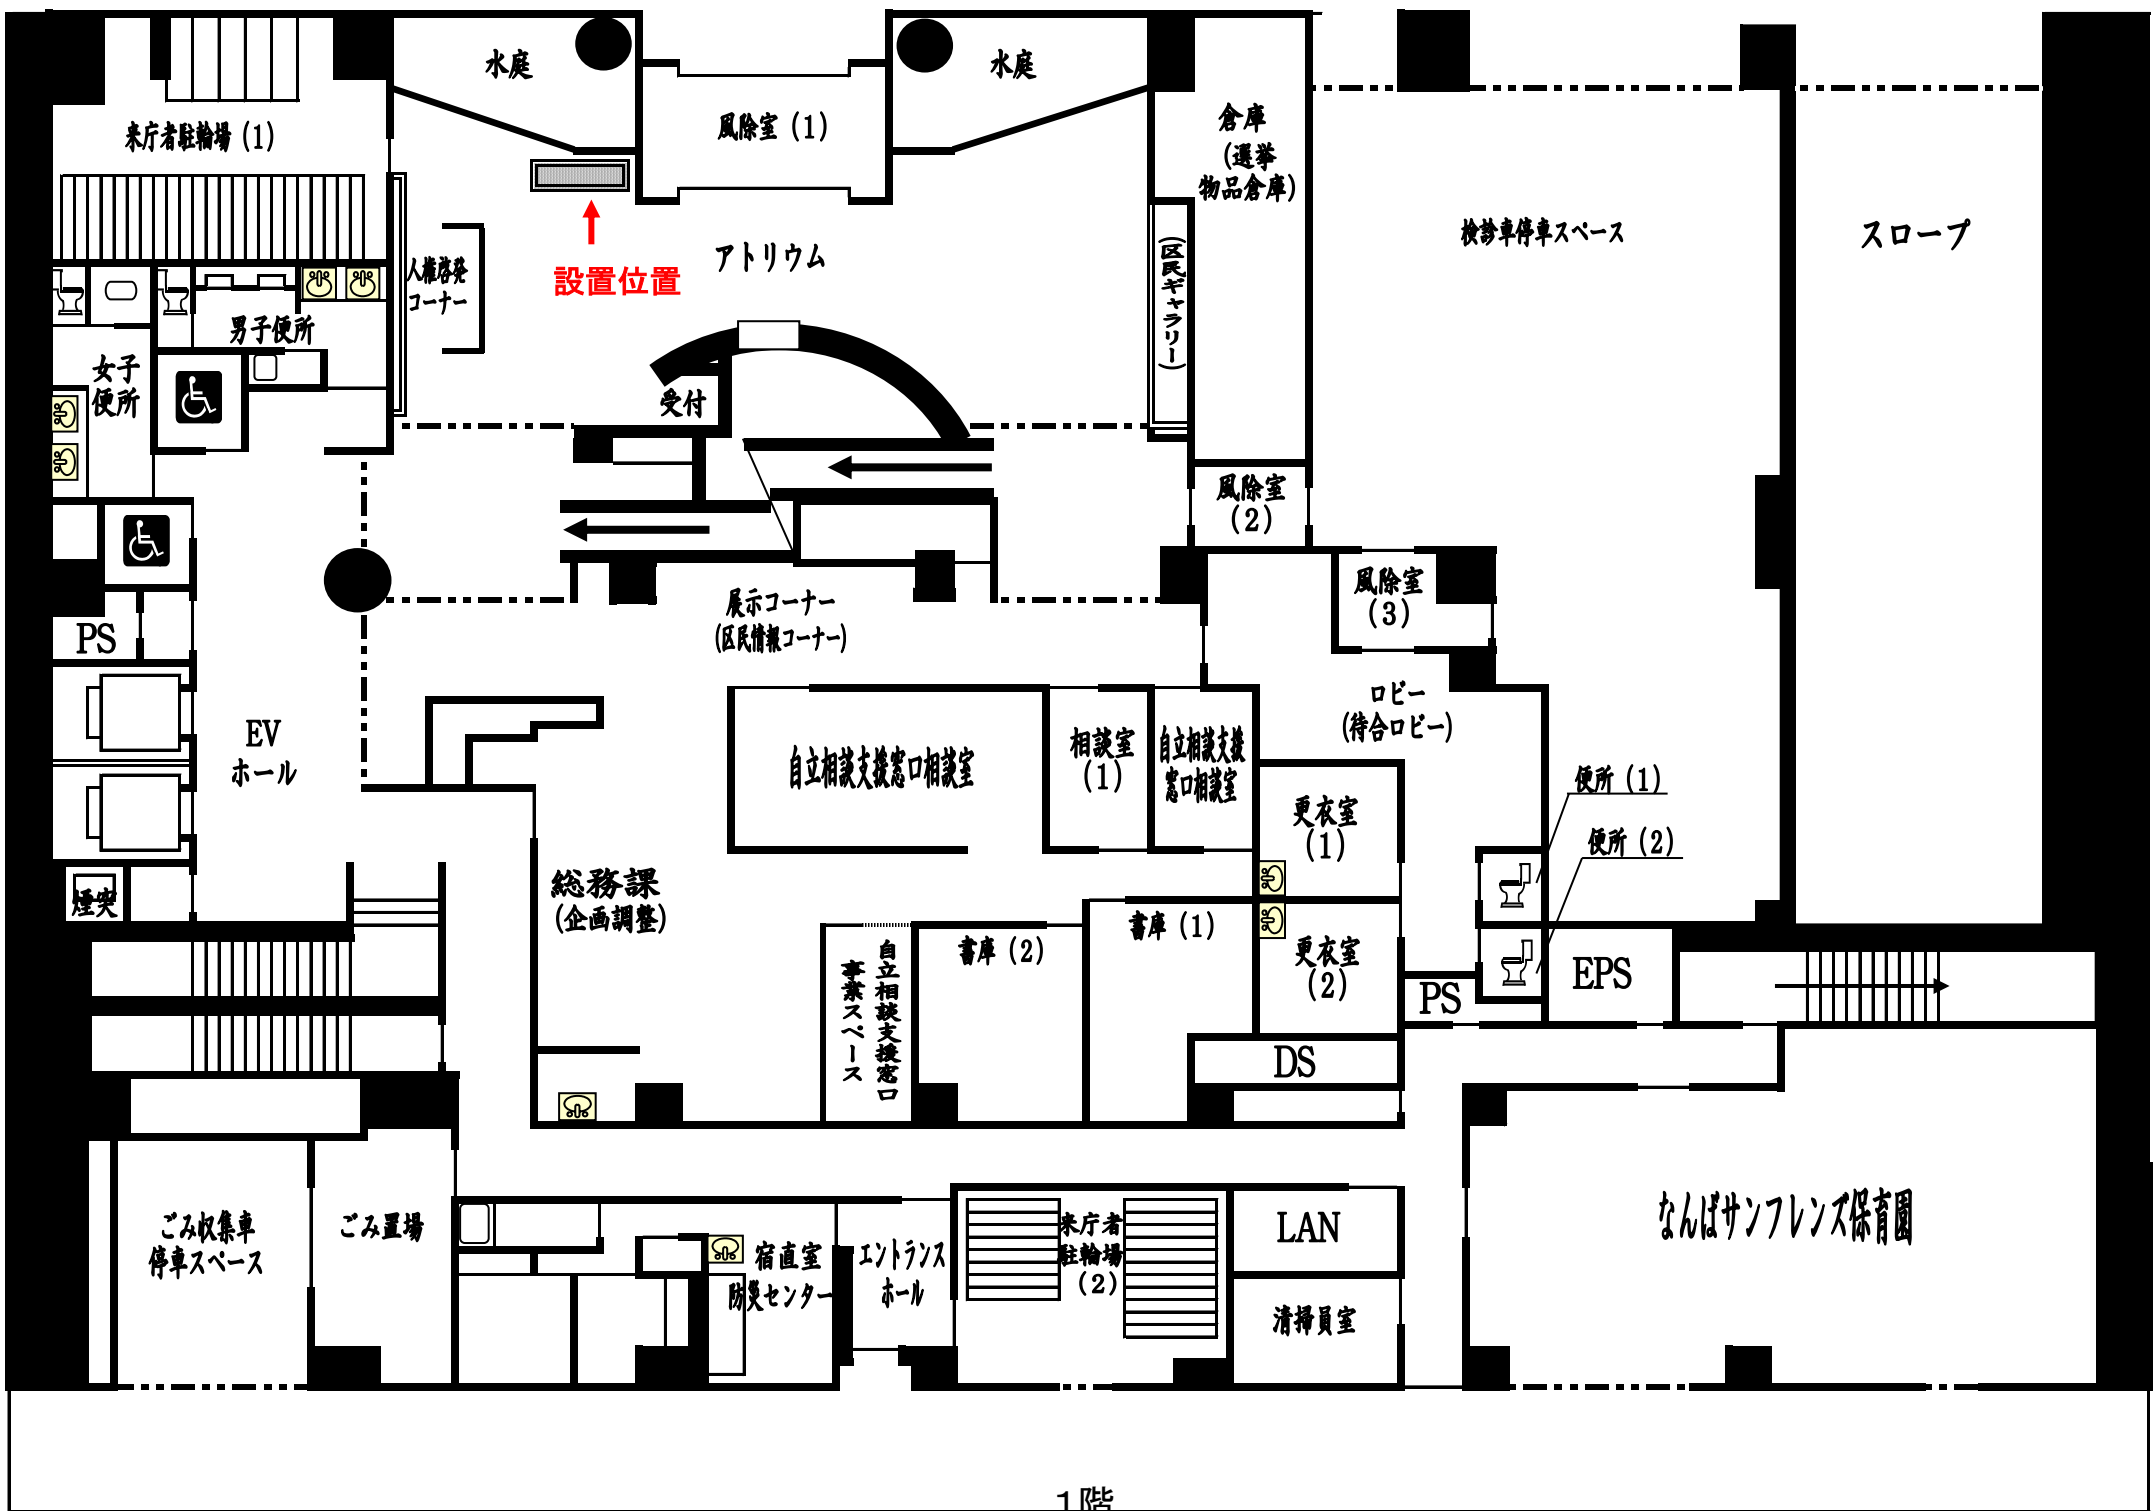 水庭
水庭
風除室（1）
来庁者駐輪場（1）
倉庫
（選挙
物品倉庫）
検診車停車スペース
スロープ
アトリウム
設置位置
人権啓発
コーナー
（区民ギャラリー）
男子便所
女子
便所
受付
風除室
（2）
風除室
（3）
展示コーナー
（区民情報コーナー）
PS
EV
ホール
ロビー
（待合ロビー）
自立相談支援窓口相談室
相談室
（1）
自立相談支援
窓口相談室
更衣室
（1）
便所（1）
便所（2）
煙突
総務課
（企画調整）
自立相談支援窓口
事業スペース
書庫（2）
書庫（1）
更衣室
（2）
PS
EPS
DS
ごみ収集車
停車スペース
ごみ置場
宿直室
防災センター
エントランス
ホール
来庁者
駐輪場
（2）
LAN
清掃員室
なんばサンフレンズ保育園
1階